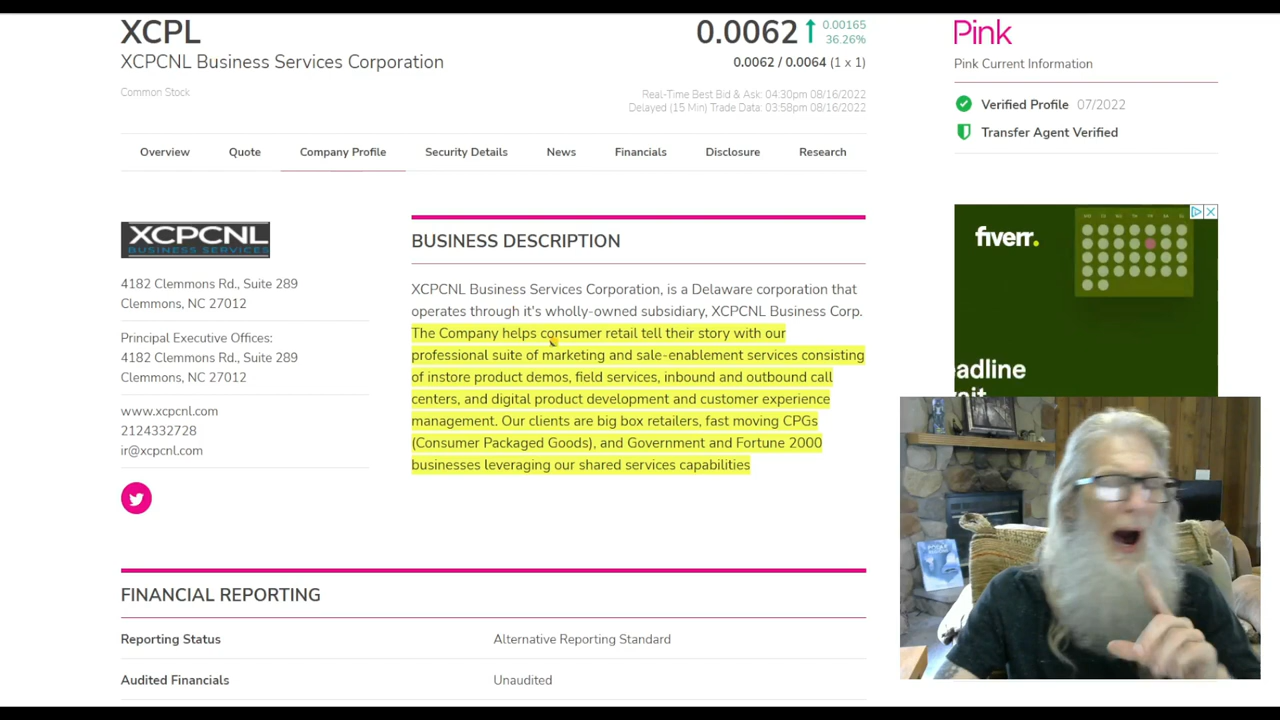 XCPL
XCPCNL Business Services Corporation
Common Stock
0.0062
0.00165
36.26%
0.0062 / 0.0064 (1 x 1)
Real-Time Best Bid & Ask: 04:30pm 08/16/2022
Delayed (15 Min) Trade Data: 03:58pm 08/16/2022
Pink
Pink Current Information
Verified Profile 07/2022
Transfer Agent Verified
Overview Quote Company Profile Security Details News Financials Disclosure Research
XCPCNL
BUSINESS SERVICES
4182 Clemmons Rd., Suite 289
Clemmons, NC 27012
Principal Executive Offices:
4182 Clemmons Rd., Suite 289
Clemmons, NC 27012
www.xcpcnl.com
2124332728
ir@xcpcnl.com
BUSINESS DESCRIPTION
XCPCNL Business Services Corporation, is a Delaware corporation that
operates through it's wholly-owned subsidiary, XCPCNL Business Corp.
The Company helps consumer retail tell their story with our
professional suite of marketing and sale-enablement services consisting
of instore product demos, field services, inbound and outbound call
centers, and digital product development and customer experience
management. Our clients are big box retailers, fast moving CPGs
(Consumer Packaged Goods), and Government and Fortune 2000
businesses leveraging our shared services capabilities
fiverr.
eadline
FINANCIAL REPORTING
Reporting Status Alternative Reporting Standard
Audited Financials Unaudited